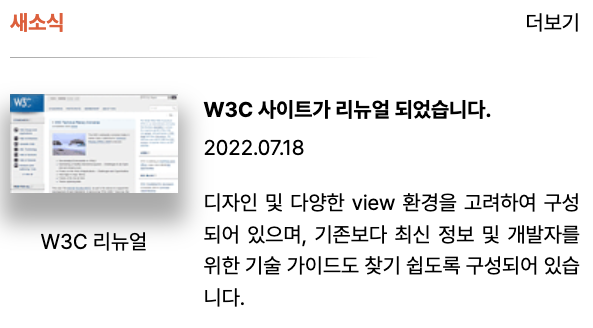 새소식
더보기
W3C
W3C 사이트가 리뉴얼 되었습니다.
2022.07.18
디자인 및 다양한 view 환경을 고려하여 구성
되어 있으며, 기존보다 최신 정보 및 개발자를
위한 기술 가이드도 찾기 쉽도록 구성되어 있습
니다.
W3C 리뉴얼